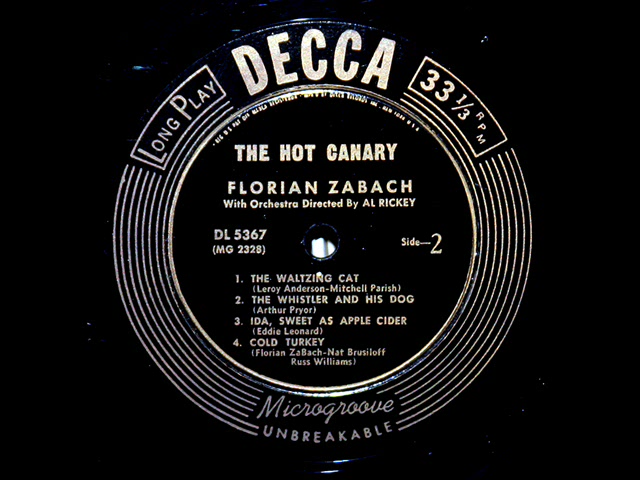 DECCA
LONG PLAY
33 1/3 RPM
THE HOT CANARY
FLORIAN ZABACH
With Orchestra Directed By AL RICKEY
DL 5367
(MG 2328)
Side—2
1. THE WALTZING CAT
(Leroy Anderson-Mitchell Parish)
2. THE WHISTLER AND HIS DOG
(Arthur Pryor)
3. IDA, SWEET AS APPLE CIDER
(Eddie Leonard)
4. COLD TURKEY
(Florian ZaBach-Nat Brusiloff
Russ Williams)
Microgroove
UNBREAKABLE